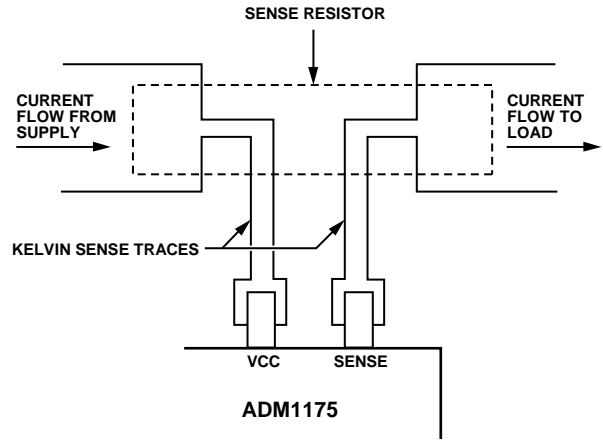 SENSE RESISTOR
CURRENT
FLOW FROM
SUPPLY
CURRENT
FLOW TO
LOAD
KELVIN SENSE TRACES
VCC
SENSE
ADM1175